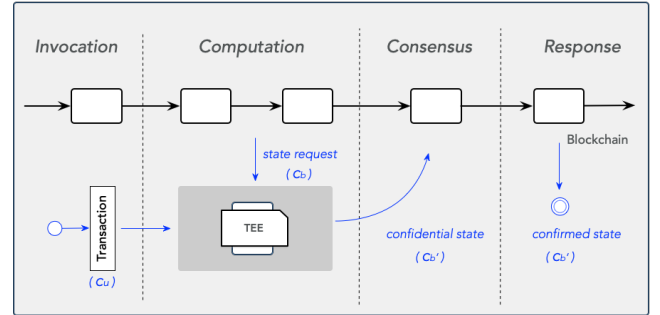 Invocation
Computation
Consensus
Response
Blockchain
state request
( Cb )
Transaction
TEE
( Cu )
confidential state
( Cb′ )
confirmed state
( Cb′ )